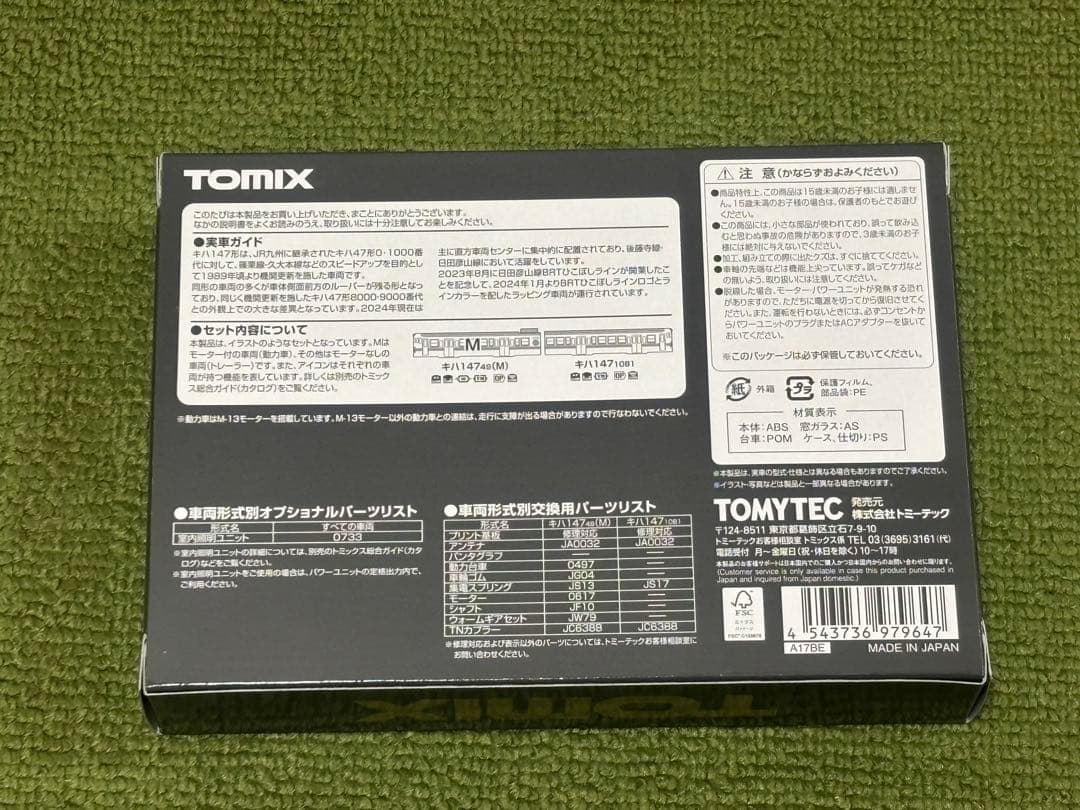 TOMIX
このたびは本製品をお買い上げいただき、まことにありがとうございます。
なかの説明書をよくお読みのうえ、取り扱いには十分注意してお楽しみください。
●実車ガイド
キハ147形は、JR九州に継承されたキハ47形0・1000番
代に対して、篠栗線・久大本線などのスピードアップを目的とし
て1989年頃より機関更新を施した車両です。
同形の車両の多くが車体側面前方のルーバーが残る形となっ
ており、同じく機関更新を施したキハ47形8000・9000番代
との外観上での大きな差異となっています。2024年現在は
主に直方車両センターに集中的に配置されており、後藤寺線・
日田彦山線において活躍をしています。
2023年8月に日田彦山線BRTひこぼしラインが開業したこ
とを記念して、2024年1月よりBRTひこぼしラインロゴとラ
インカラーを配したラッピング車両が運行されています。
●セット内容について
本製品は、イラストのようなセットとなっています。Mは
モーター付の車両(動力車)、その他はモーターなしの
車両(トレーラー)です。また、アイコンはそれぞれの車
両が持つ機能を表しています。詳しくは別売のトミック
ス総合ガイド(カタログ)をご覧ください。
M
キハ14749(M)
キハ1471081
※動力車はM-13モーターを搭載しています。M-13モーター以外の動力車との連結は、走行に支障が出る場合がありますので行なわないでください。
●車両形式別オプショナルパーツリスト
形式名 すべての車両
室内照明ユニット 0733
※室内照明ユニットの詳細については、別売のトミックス総合ガイド(カタ
ログ)などをご覧ください。
※室内照明ユニットをご使用の場合は、パワーユニットの定格出力内で、
ご利用ください。
●車両形式別交換用パーツリスト
形式名 キハ14749(M) キハ1471081
プリント基板 修理対応 修理対応
アンテナ JA0032 JA0032
パンタグラフ ―― ――
動力台車 0497 ――
車輪ゴム JG04 ――
集電スプリング JS13 JS17
モーター 0617 ――
シャフト JF10 ――
ウォームギアセット JW79 ――
TNカプラー JC6388 JC6388
※修理対応および表示以外のパーツについては、トミーテックお客様相談室に
お問い合わせください。
⚠ 注 意(かならずおよみください)
●商品特性上、この商品は15歳未満のお子様には適しませ
ん。15歳未満のお子様の場合は、保護者のもとでお遊び
ください。
●この商品には、小さな部品が使われており、誤って飲み込
むと思わぬ事故の危険がありますので、3歳未満のお子
様には絶対に与えないでください。
●加工、組み立ての際に出たクズは、すぐに捨ててください。
●車軸の先端などは機能上尖っています。誤ってケガなど
の無いよう、取り扱いには注意してください。
●脱線した場合、モーター・パワーユニットが発熱する恐れ
がありますので、ただちに電源を切ってから復旧させてく
ださい。また、運転を行わないときには、必ずコンセントか
らパワーユニットのプラグまたはACアダプターを抜いて
おいてください。
※このパッケージは必ず保管しておいてください。
紙 外箱
プラ 保護フィルム、
部品袋:PE
材質表示
本体:ABS 窓ガラス:AS
台車:POM ケース、仕切り:PS
※本製品は、実車の型式・仕様とは異なる場合もありますのでご了承ください。
※イラスト・写真などは製品と一部異なる場合があります。
TOMYTEC 発売元 株式会社トミーテック
〒124-8511 東京都葛飾区立石7-9-10
トミーテックお客様相談室 トミックス係 TEL 03(3695)3161(代)
電話受付 月~金曜日(祝・休日を除く)10~17時
本製品のお客様サポートは日本国内でのご購入かつ日本国内からのお問い合わせに限ります。
(Customer service is only available in case this product purchased in
Japan and inquired from Japan domestic.)
FSC
4 543736 979647
A17BE
MADE IN JAPAN
TOMIX